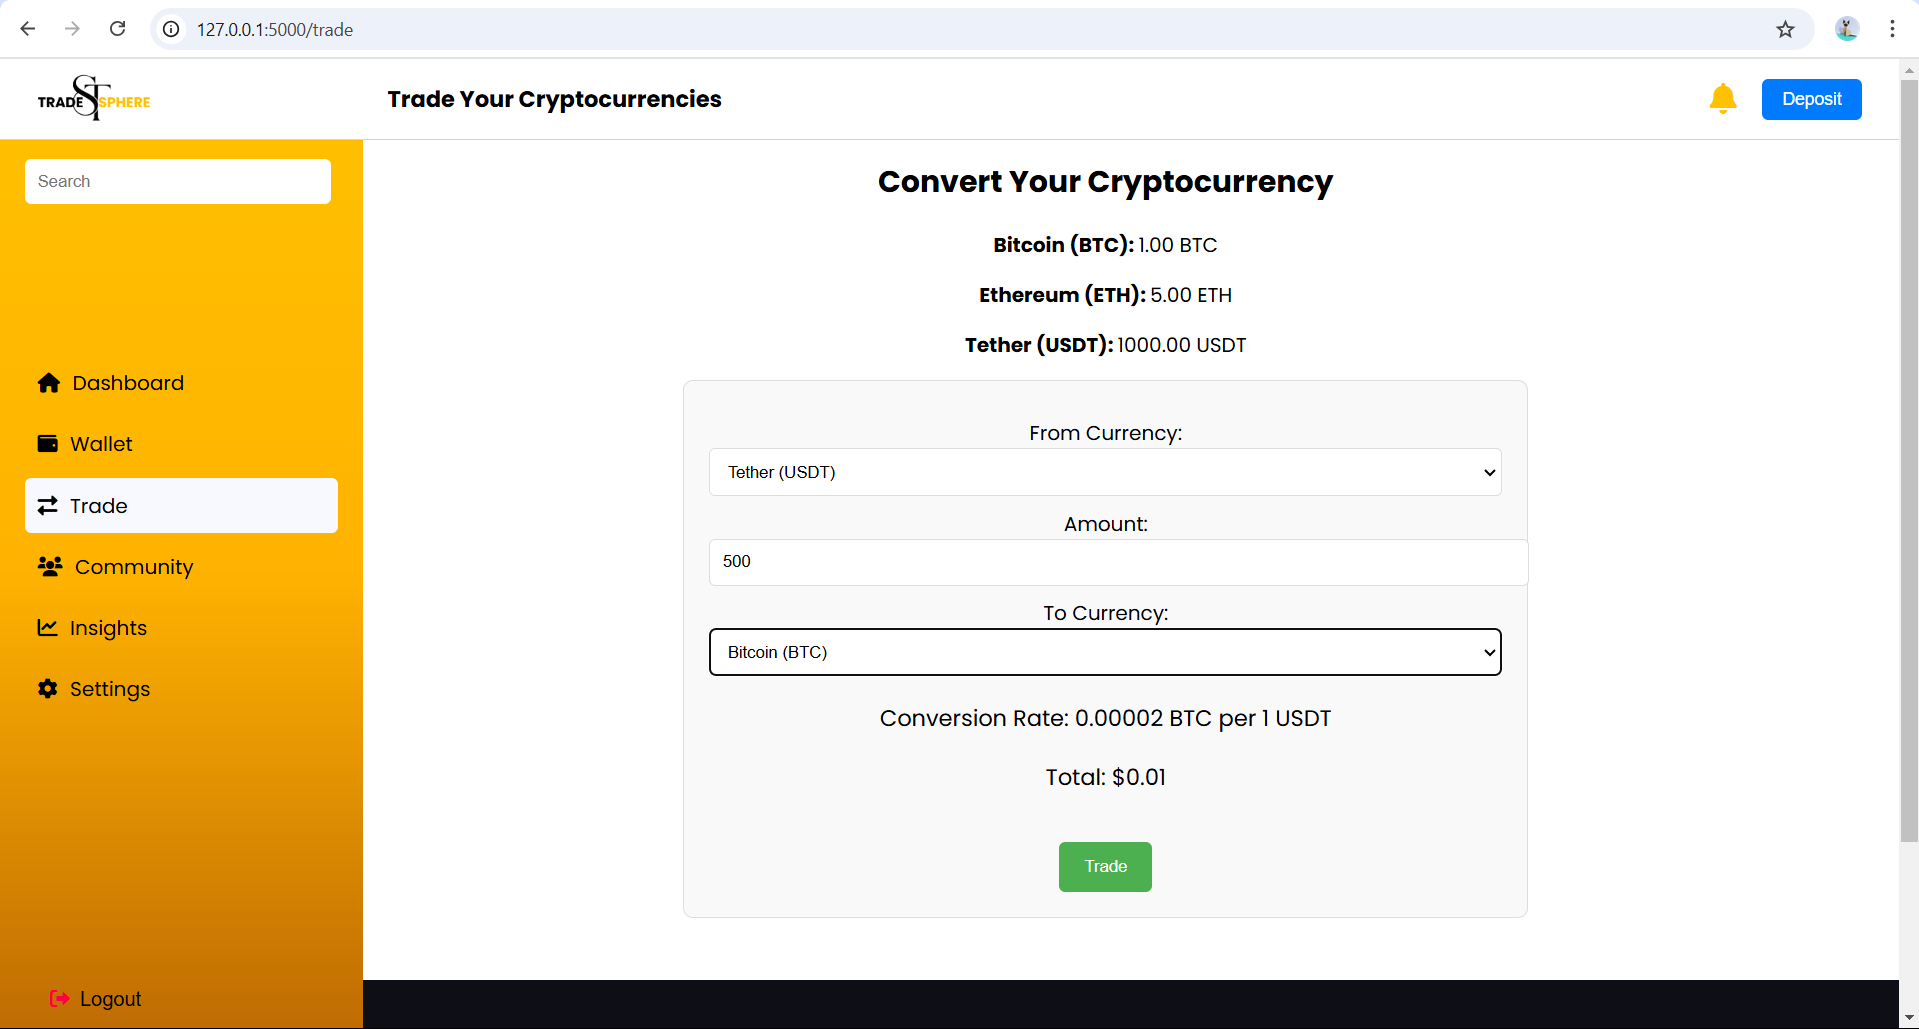 127.0.0.1:5000/trade
TRADE ST SPHERE
Trade Your Cryptocurrencies
Deposit
Search
Dashboard
Wallet
Trade
Community
Insights
Settings
Logout
Convert Your Cryptocurrency
Bitcoin (BTC): 1.00 BTC
Ethereum (ETH): 5.00 ETH
Tether (USDT): 1000.00 USDT
From Currency:
Tether (USDT)
Amount:
500
To Currency:
Bitcoin (BTC)
Conversion Rate: 0.00002 BTC per 1 USDT
Total: $0.01
Trade